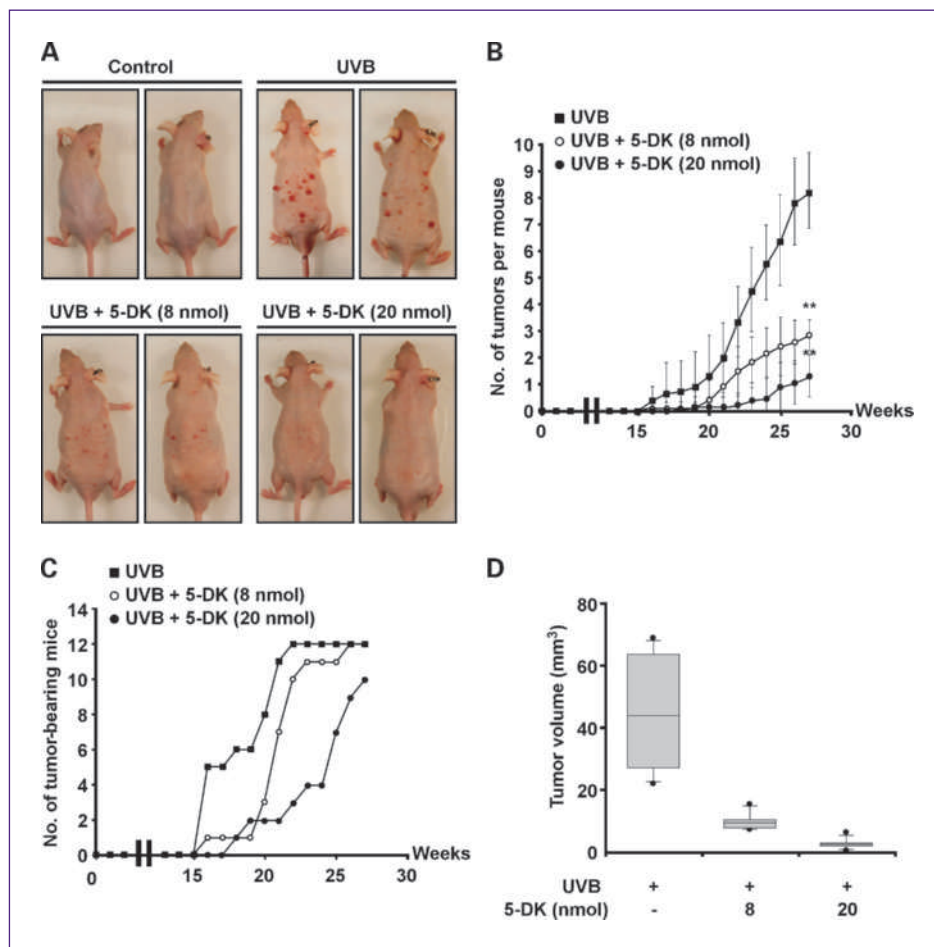 A
Control
UVB
UVB + 5-DK (8 nmol)
UVB + 5-DK (20 nmol)
B
UVB
UVB + 5-DK (8 nmol)
UVB + 5-DK (20 nmol)
No. of tumors per mouse
10
9
8
7
6
5
4
3
2
1
0
**
**
0 15 20 25 30
Weeks
C
UVB
UVB + 5-DK (8 nmol)
UVB + 5-DK (20 nmol)
No. of tumor-bearing mice
14
12
10
8
6
4
2
0
0 15 20 25 30
Weeks
D
Tumor volume (mm³)
80
60
40
20
0
UVB + + +
5-DK (nmol) - 8 20